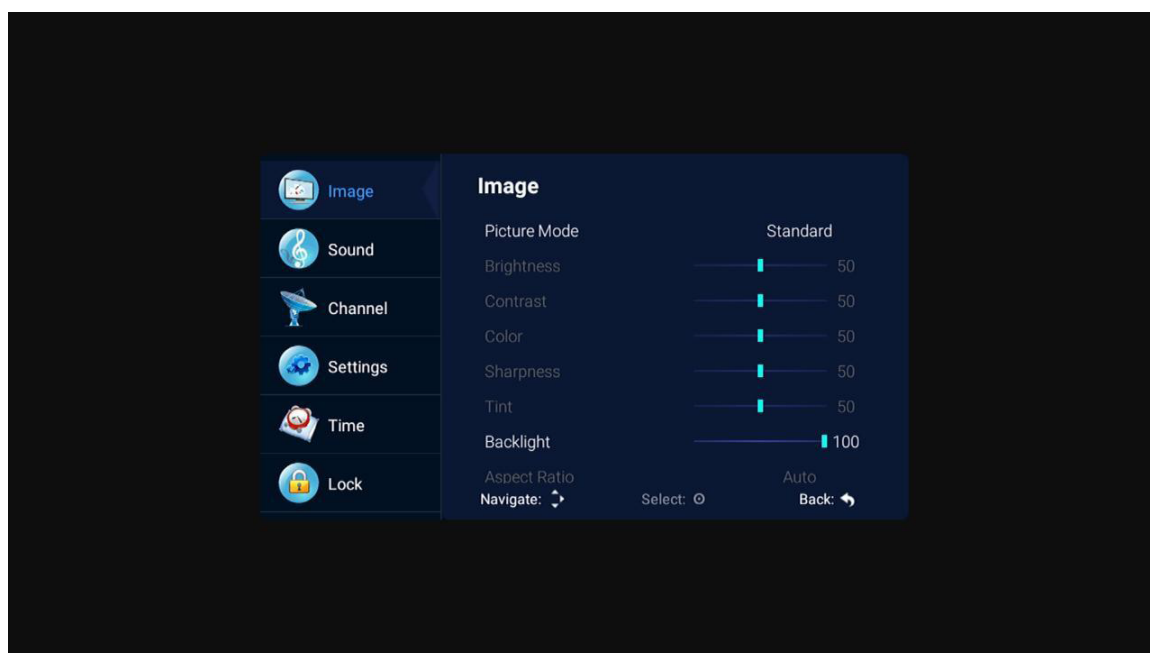 Image
Sound
Channel
Settings
Time
Lock
Image
Picture Mode Standard
Brightness 50
Contrast 50
Color 50
Sharpness 50
Tint 50
Backlight 100
Aspect Ratio Auto
Navigate: Select: Back: